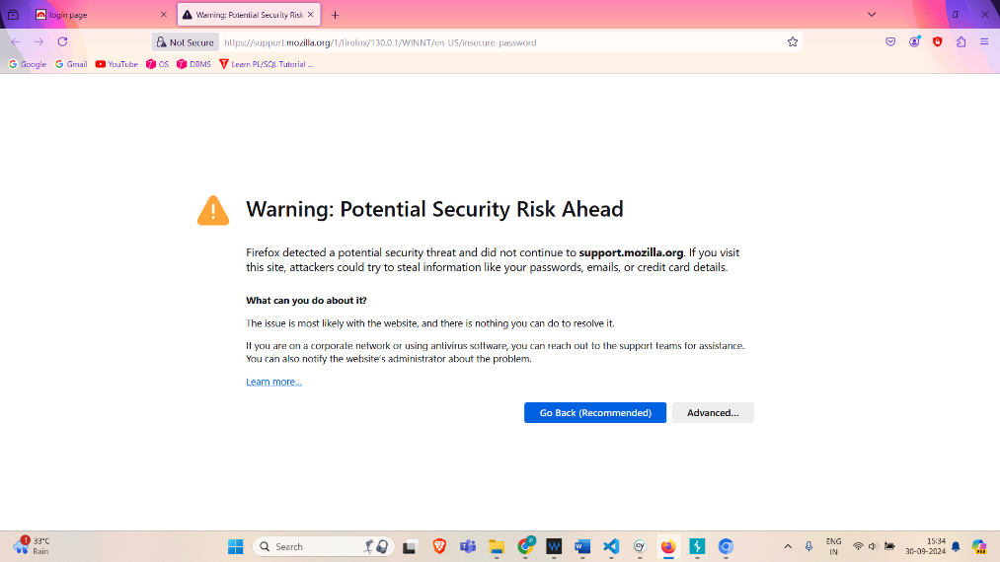 login page
Warning: Potential Security Risk
Not Secure
https://support.mozilla.org/1/firefox/130.0.1/WINNT/en-US/insecure-password
Google
Gmail
YouTube
OS
DBMS
Learn PL/SQL Tutorial ...
Warning: Potential Security Risk Ahead
Firefox detected a potential security threat and did not continue to support.mozilla.org. If you visit
this site, attackers could try to steal information like your passwords, emails, or credit card details.
What can you do about it?
The issue is most likely with the website, and there is nothing you can do to resolve it.
If you are on a corporate network or using antivirus software, you can reach out to the support teams for assistance.
You can also notify the website's administrator about the problem.
Learn more...
Go Back (Recommended)
Advanced...
1
33°C
Rain
Search
P
W
cy
ENG
IN
15:34
30-09-2024
PRE